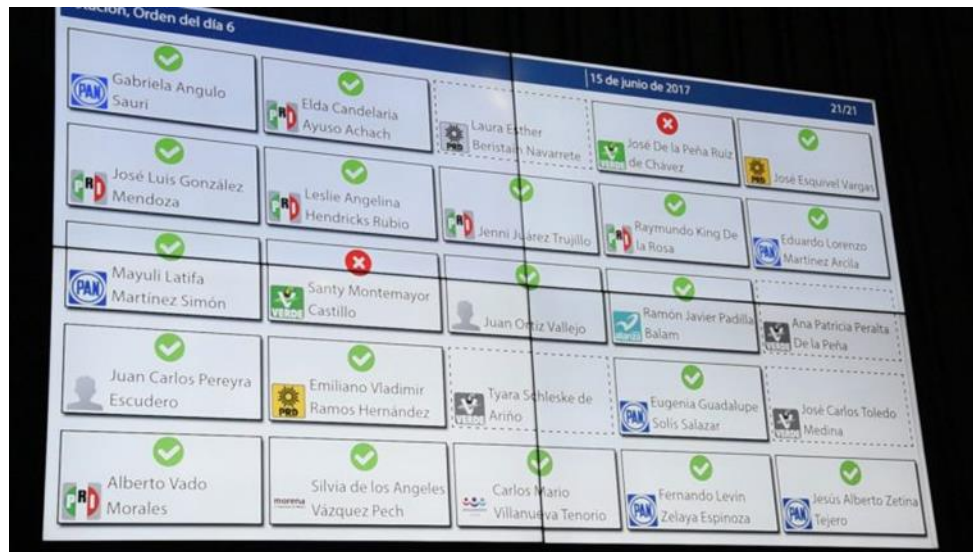 tación, Orden del día 6
15 de junio de 2017
21/21
PAN
Gabriela Angulo
Sauri
PRD
Elda Candelaria
Ayuso Achach
PRD
Laura Esther
Beristain Navarrete
VERDE
José De la Peña Ruiz
de Chávez
PRD
José Esquivel Vargas
PRI
José Luis González
Mendoza
PRI
Leslie Angelina
Hendricks Rubio
PRI
Jenni Juárez Trujillo
PRI
Raymundo King De
la Rosa
PAN
Eduardo Lorenzo
Martínez Arcila
PAN
Mayuli Latifa
Martínez Simón
VERDE
Santy Montemayor
Castillo
Juan Ortíz Vallejo
Ramón Javier Padilla
Balam
VERDE
Ana Patricia Peralta
De la Peña
Juan Carlos Pereyra
Escudero
PRD
Emiliano Vladimir
Ramos Hernández
VERDE
Tyara Schleske de
Ariño
PAN
Eugenia Guadalupe
Solís Salazar
VERDE
José Carlos Toledo
Medina
PRI
Alberto Vado
Morales
morena
Silvia de los Angeles
Vázquez Pech
Carlos Mario
Villanueva Tenorio
PAN
Fernando Levin
Zelaya Espinoza
PAN
Jesús Alberto Zetina
Tejero